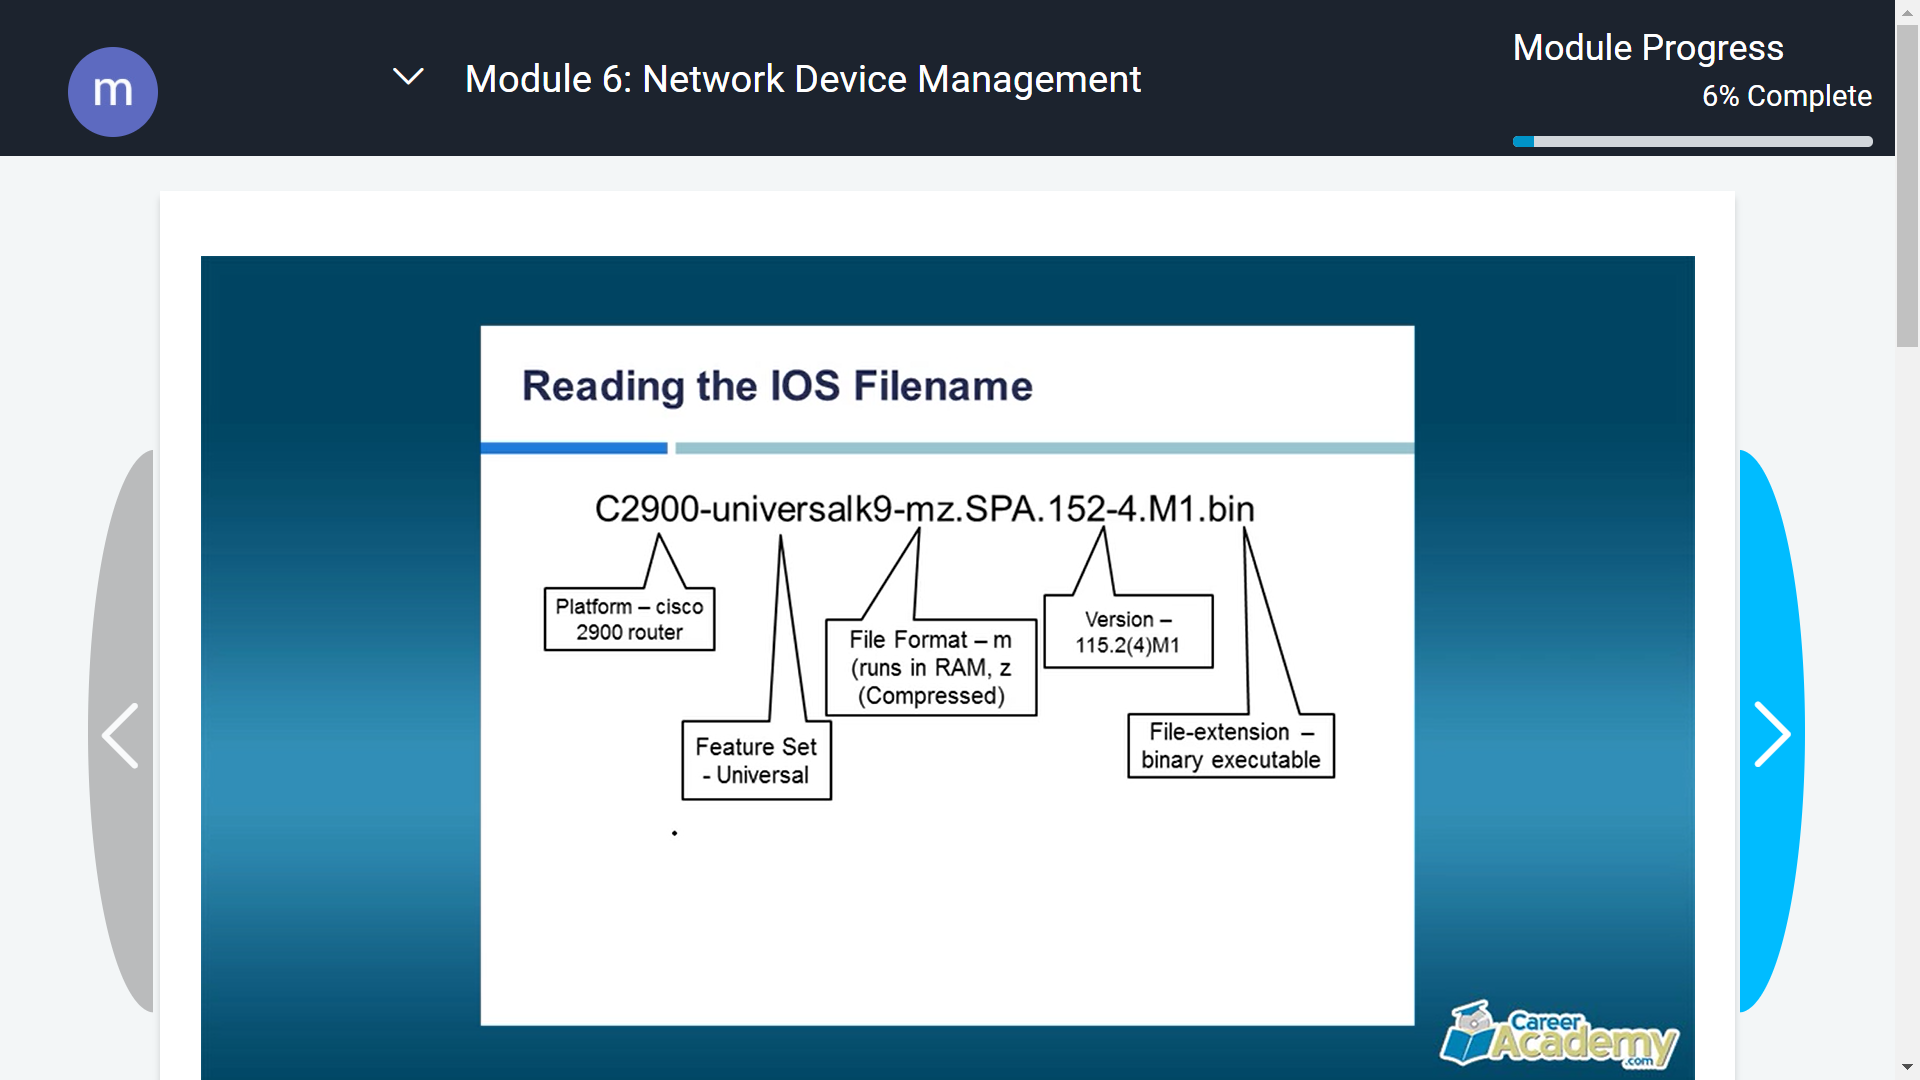 m
Module 6: Network Device Management
Module Progress
6% Complete
Reading the IOS Filename
C2900-universalk9-mz.SPA.152-4.M1.bin
Platform – cisco
2900 router
Feature Set
- Universal
File Format – m
(runs in RAM, z
(Compressed)
Version –
115.2(4)M1
File-extension –
binary executable
Career
Academy
.com